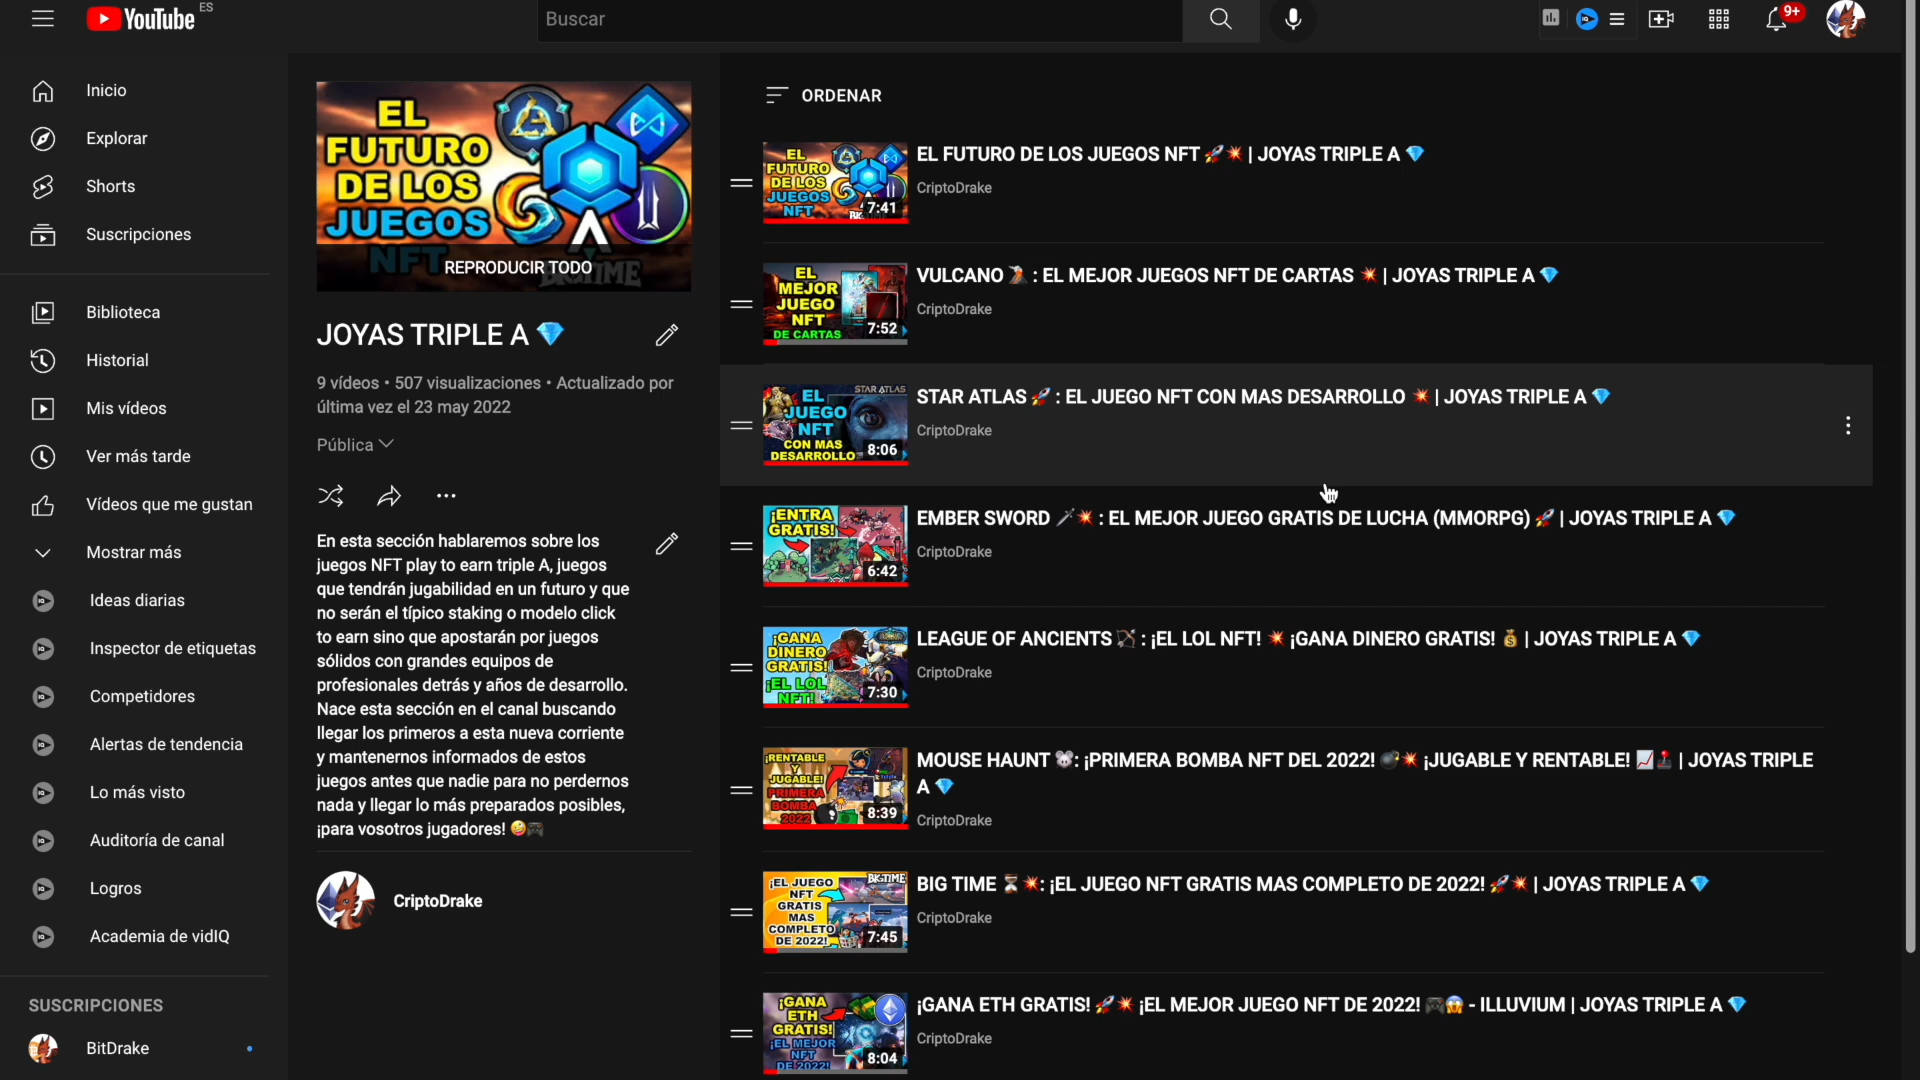 YouTube ES
Buscar
9+
Inicio
Explorar
Shorts
Suscripciones
Biblioteca
Historial
Mis vídeos
Ver más tarde
Vídeos que me gustan
Mostrar más
Ideas diarias
Inspector de etiquetas
Competidores
Alertas de tendencia
Lo más visto
Auditoría de canal
Logros
Academia de vidIQ
SUSCRIPCIONES
BitDrake
EL
FUTURO
DE LOS
JUEGOS
NFT
BIGTIME
REPRODUCIR TODO
JOYAS TRIPLE A 💎
9 vídeos • 507 visualizaciones • Actualizado por
última vez el 23 may 2022
Pública
En esta sección hablaremos sobre los
juegos NFT play to earn triple A, juegos
que tendrán jugabilidad en un futuro y que
no serán el típico staking o modelo click
to earn sino que apostarán por juegos
sólidos con grandes equipos de
profesionales detrás y años de desarrollo.
Nace esta sección en el canal buscando
llegar los primeros a esta nueva corriente
y mantenernos informados de estos
juegos antes que nadie para no perdernos
nada y llegar lo más preparados posibles,
¡para vosotros jugadores! 🤪🎮
CriptoDrake
ORDENAR
EL
FUTURO
DE LOS
JUEGOS
NFT
7:41
EL FUTURO DE LOS JUEGOS NFT 🚀💥 | JOYAS TRIPLE A 💎
CriptoDrake
EL
MEJOR
JUEGO
NFT
DE CARTAS
7:52
VULCANO 🌋 : EL MEJOR JUEGOS NFT DE CARTAS 💥 | JOYAS TRIPLE A 💎
CriptoDrake
STAR ATLAS
EL
JUEGO
NFT
CON MAS
DESARROLLO
8:06
STAR ATLAS 🚀 : EL JUEGO NFT CON MAS DESARROLLO 💥 | JOYAS TRIPLE A 💎
CriptoDrake
¡ENTRA
GRATIS!
6:42
EMBER SWORD 🗡💥 : EL MEJOR JUEGO GRATIS DE LUCHA (MMORPG) 🚀 | JOYAS TRIPLE A 💎
CriptoDrake
¡GANA
DINERO
GRATIS!
¡EL LOL
NFT!
7:30
LEAGUE OF ANCIENTS 🏹 : ¡EL LOL NFT! 💥 ¡GANA DINERO GRATIS! 💰 | JOYAS TRIPLE A 💎
CriptoDrake
¡RENTABLE
Y
JUGABLE!
PRIMERA
BOMBA
2022
8:39
MOUSE HAUNT 🐭: ¡PRIMERA BOMBA NFT DEL 2022! 💣💥 ¡JUGABLE Y RENTABLE! 📈🕹 | JOYAS TRIPLE
A 💎
CriptoDrake
BIGTIME
¡EL JUEGO
NFT
GRATIS
MAS
COMPLETO
DE 2022!
7:45
BIG TIME ⏳💥: ¡EL JUEGO NFT GRATIS MAS COMPLETO DE 2022! 🚀💥 | JOYAS TRIPLE A 💎
CriptoDrake
¡GANA
ETH
GRATIS!
¡EL MEJOR
NFT
DE 2022!
8:04
¡GANA ETH GRATIS! 🚀💥 ¡EL MEJOR JUEGO NFT DE 2022! 🎮😱 - ILLUVIUM | JOYAS TRIPLE A 💎
CriptoDrake